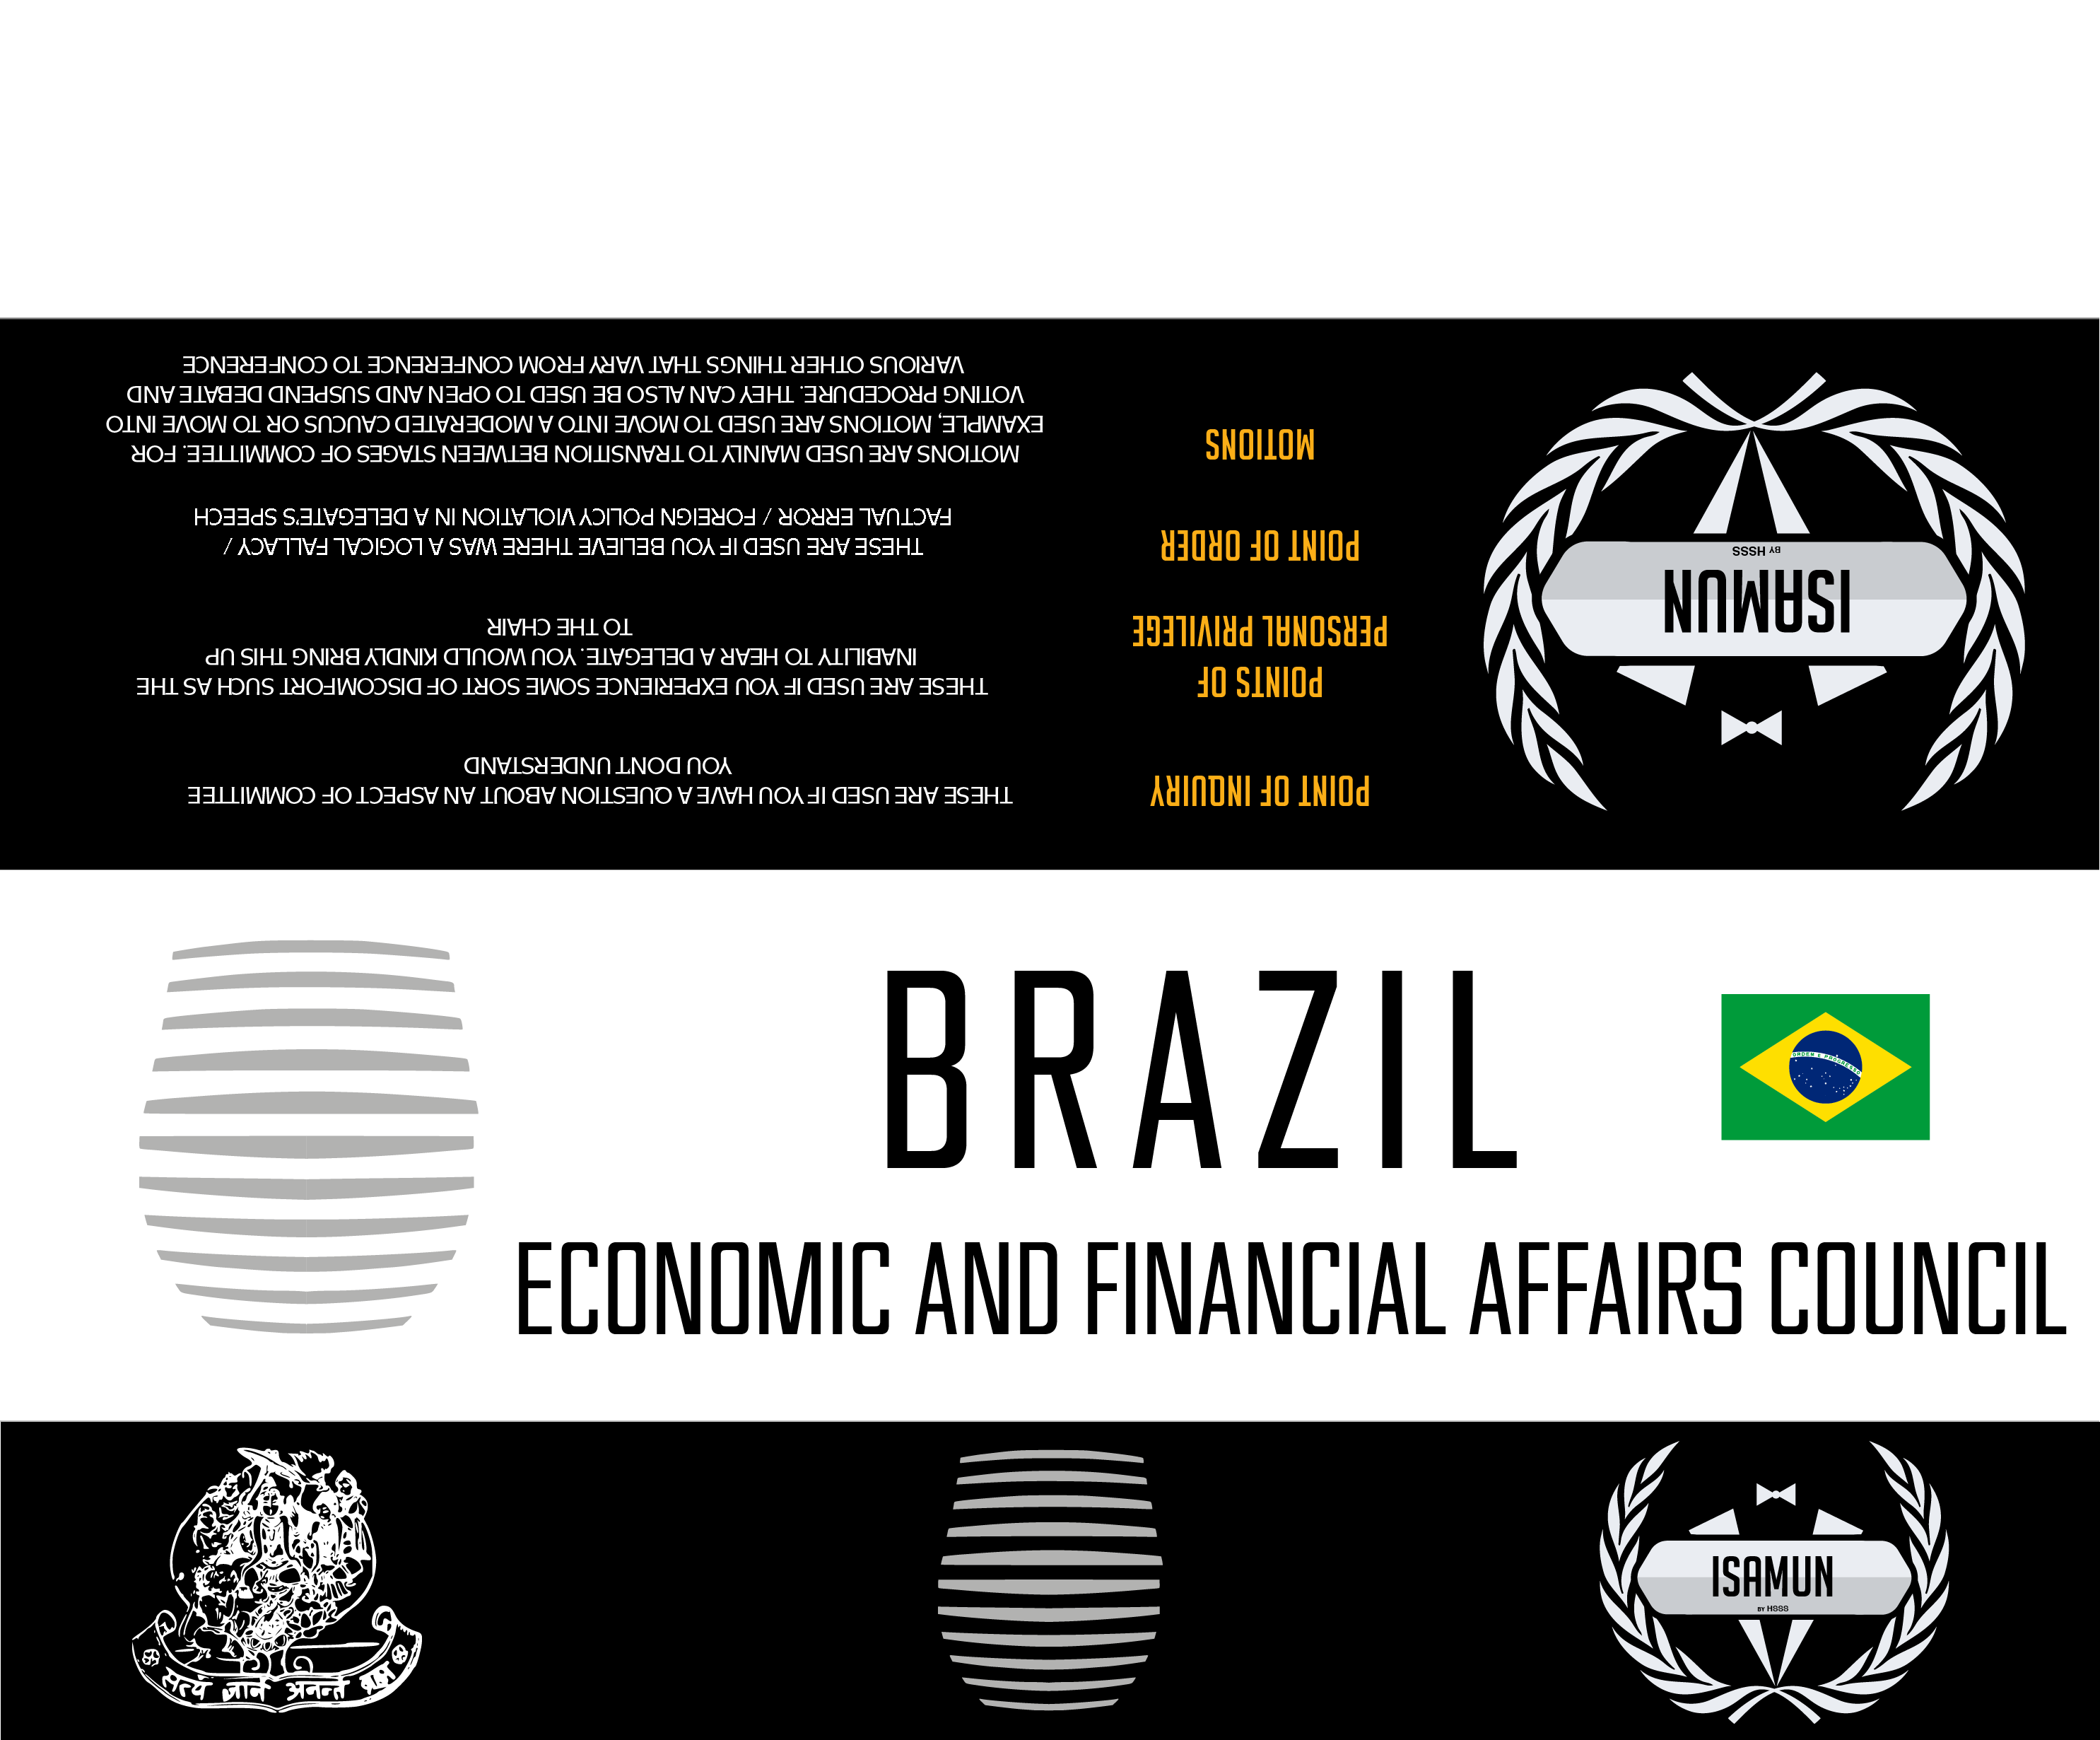 ISAMUN
BY HSSS
POINT OF INQUIRY
THESE ARE USED IF YOU HAVE A QUESTION ABOUT AN ASPECT OF COMMITTEE
YOU DON'T UNDERSTAND
POINTS OF
PERSONAL PRIVILEGE
THESE ARE USED IF YOU EXPERIENCE SOME SORT OF DISCOMFORT SUCH AS THE
INABILITY TO HEAR A DELEGATE. YOU WOULD KINDLY BRING THIS UP
TO THE CHAIR
POINT OF ORDER
THESE ARE USED IF YOU BELIEVE THERE WAS A LOGICAL FALLACY /
FACTUAL ERROR / FOREIGN POLICY VIOLATION IN A DELEGATE'S SPEECH
MOTIONS
MOTIONS ARE USED MAINLY TO TRANSITION BETWEEN STAGES OF COMMITTEE. FOR
EXAMPLE, MOTIONS ARE USED TO MOVE INTO A MODERATED CAUCUS OR TO MOVE INTO
VOTING PROCEDURE. THEY CAN ALSO BE USED TO OPEN AND SUSPEND DEBATE AND
VARIOUS OTHER THINGS THAT VARY FROM CONFERENCE TO CONFERENCE
BRAZIL
ORDEM E PROGRESSO
ECONOMIC AND FINANCIAL AFFAIRS COUNCIL
सत्यं ज्ञानं अनन्तं ब्रह्म
ISAMUN
BY HSSS